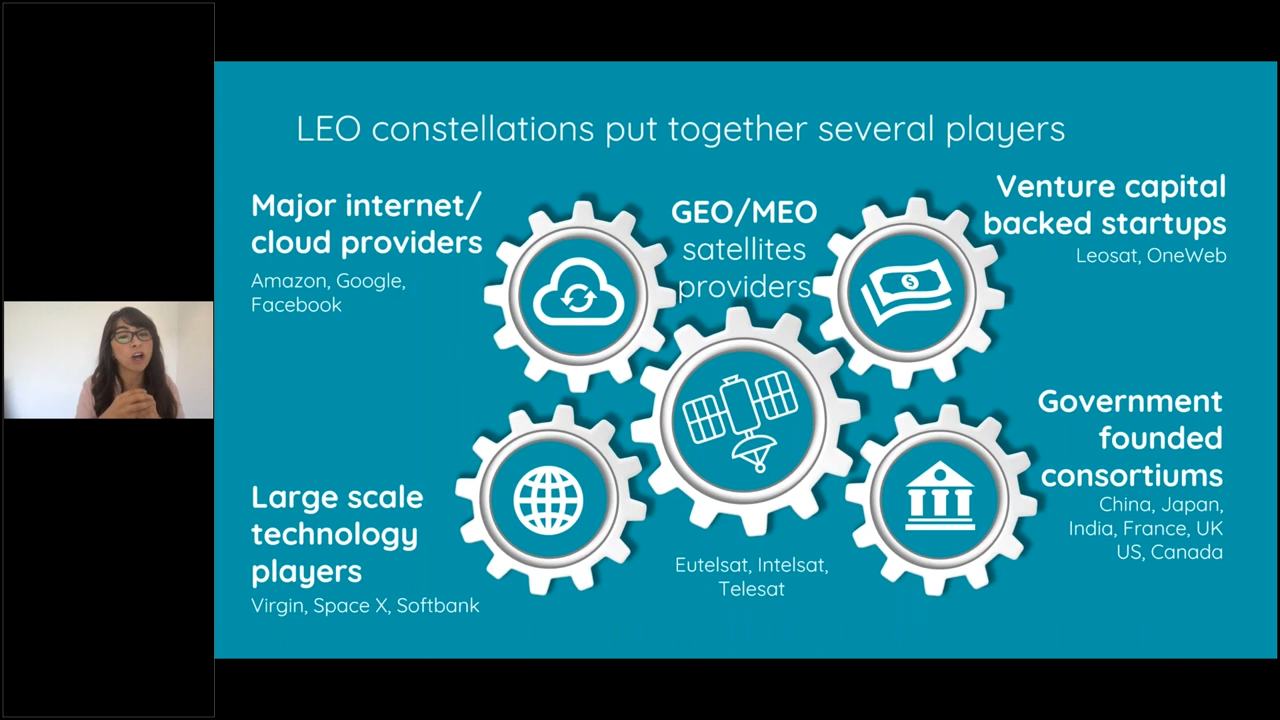 LEO constellations put together several players
Major internet/
cloud providers
Amazon, Google,
Facebook
GEO/MEO
satellites
providers
Venture capital
backed startups
Leosat, OneWeb
$
Large scale
technology
players
Virgin, Space X, Softbank
Eutelsat, Intelsat,
Telesat
Government
founded
consortiums
China, Japan,
India, France, UK
US, Canada